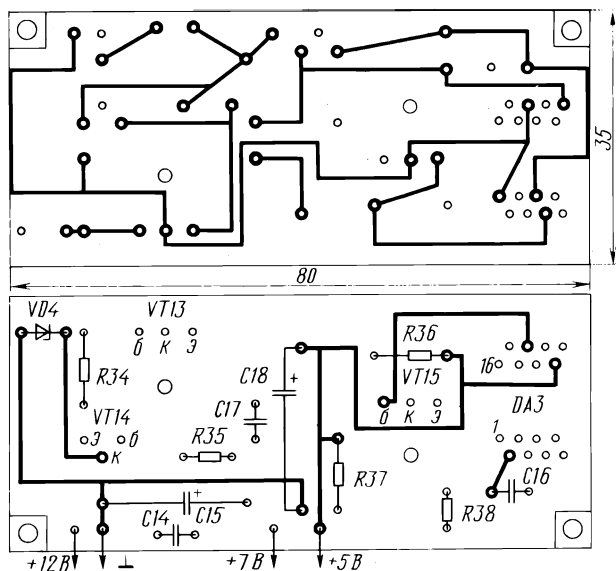 35
80
VD4
VT13
б К Э
R34
R36
16
VT15
C18
+
DA3
VT14
C17
б К Э
Э б
К
R35
1
R37
C16
+
C15
C14
R38
+12В
⊥
+7В
+5В